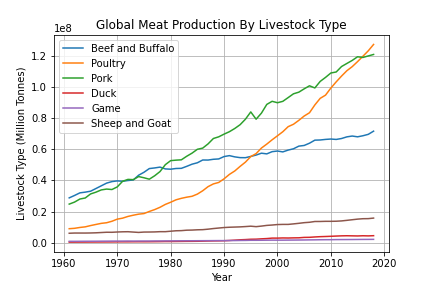 Global Meat Production By Livestock Type
1e8
Beef and Buffalo
Poultry
Pork
Duck
Game
Sheep and Goat
Livestock Type (Million Tonnes)
1.2
1.0
0.8
0.6
0.4
0.2
0.0
1960 1970 1980 1990 2000 2010 2020
Year